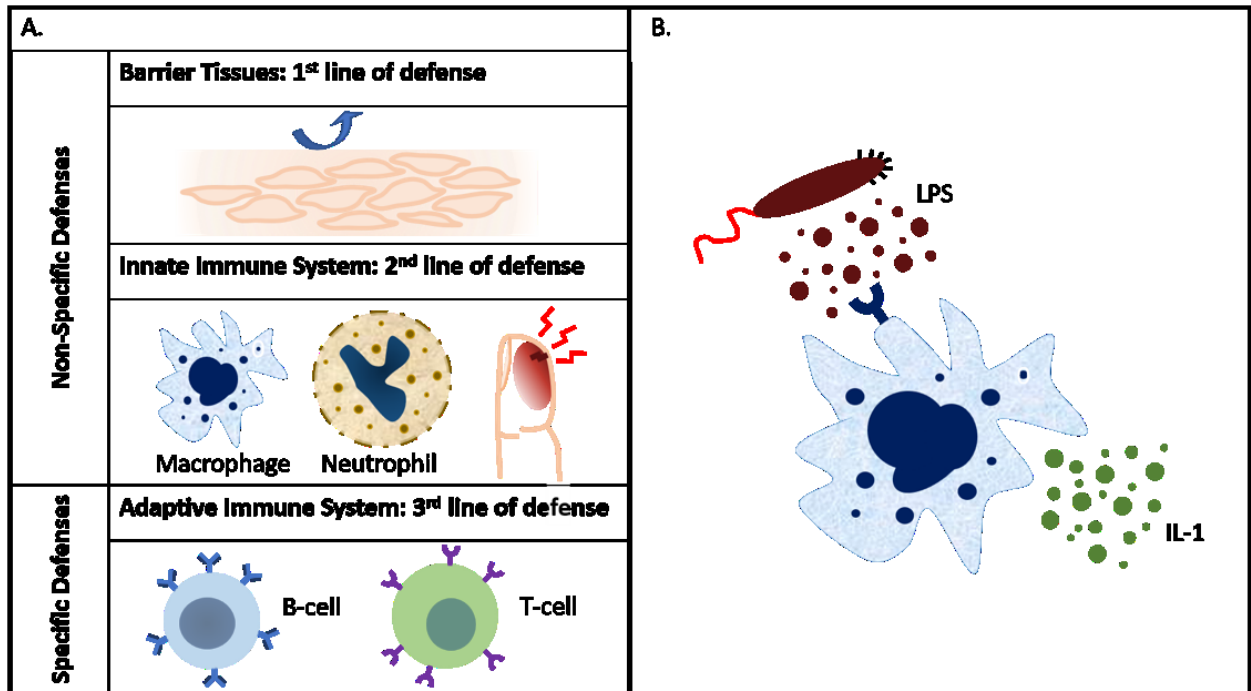 A.
Non-Specific Defenses
Barrier Tissues: 1st line of defense
Innate Immune System: 2nd line of defense
Macrophage
Neutrophil
Specific Defenses
Adaptive Immune System: 3rd line of defense
B-cell
T-cell
B.
LPS
IL-1